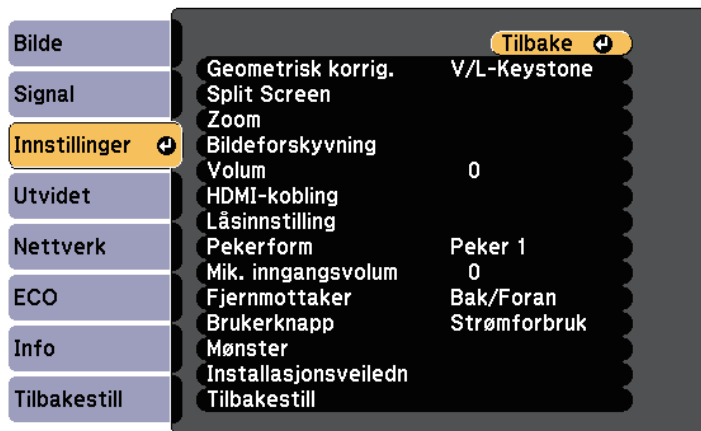 Bilde
Signal
Innstillinger
Utvidet
Nettverk
ECO
Info
Tilbakestill
Tilbake
Geometrisk korrig. V/L-Keystone
Split Screen
Zoom
Bildeforskyvning
Volum 0
HDMI-kobling
Låsinnstilling
Pekerform Peker 1
Mik. inngangsvolum 0
Fjernmottaker Bak/Foran
Brukerknapp Strømforbruk
Mønster
Installasjonsveiledn
Tilbakestill